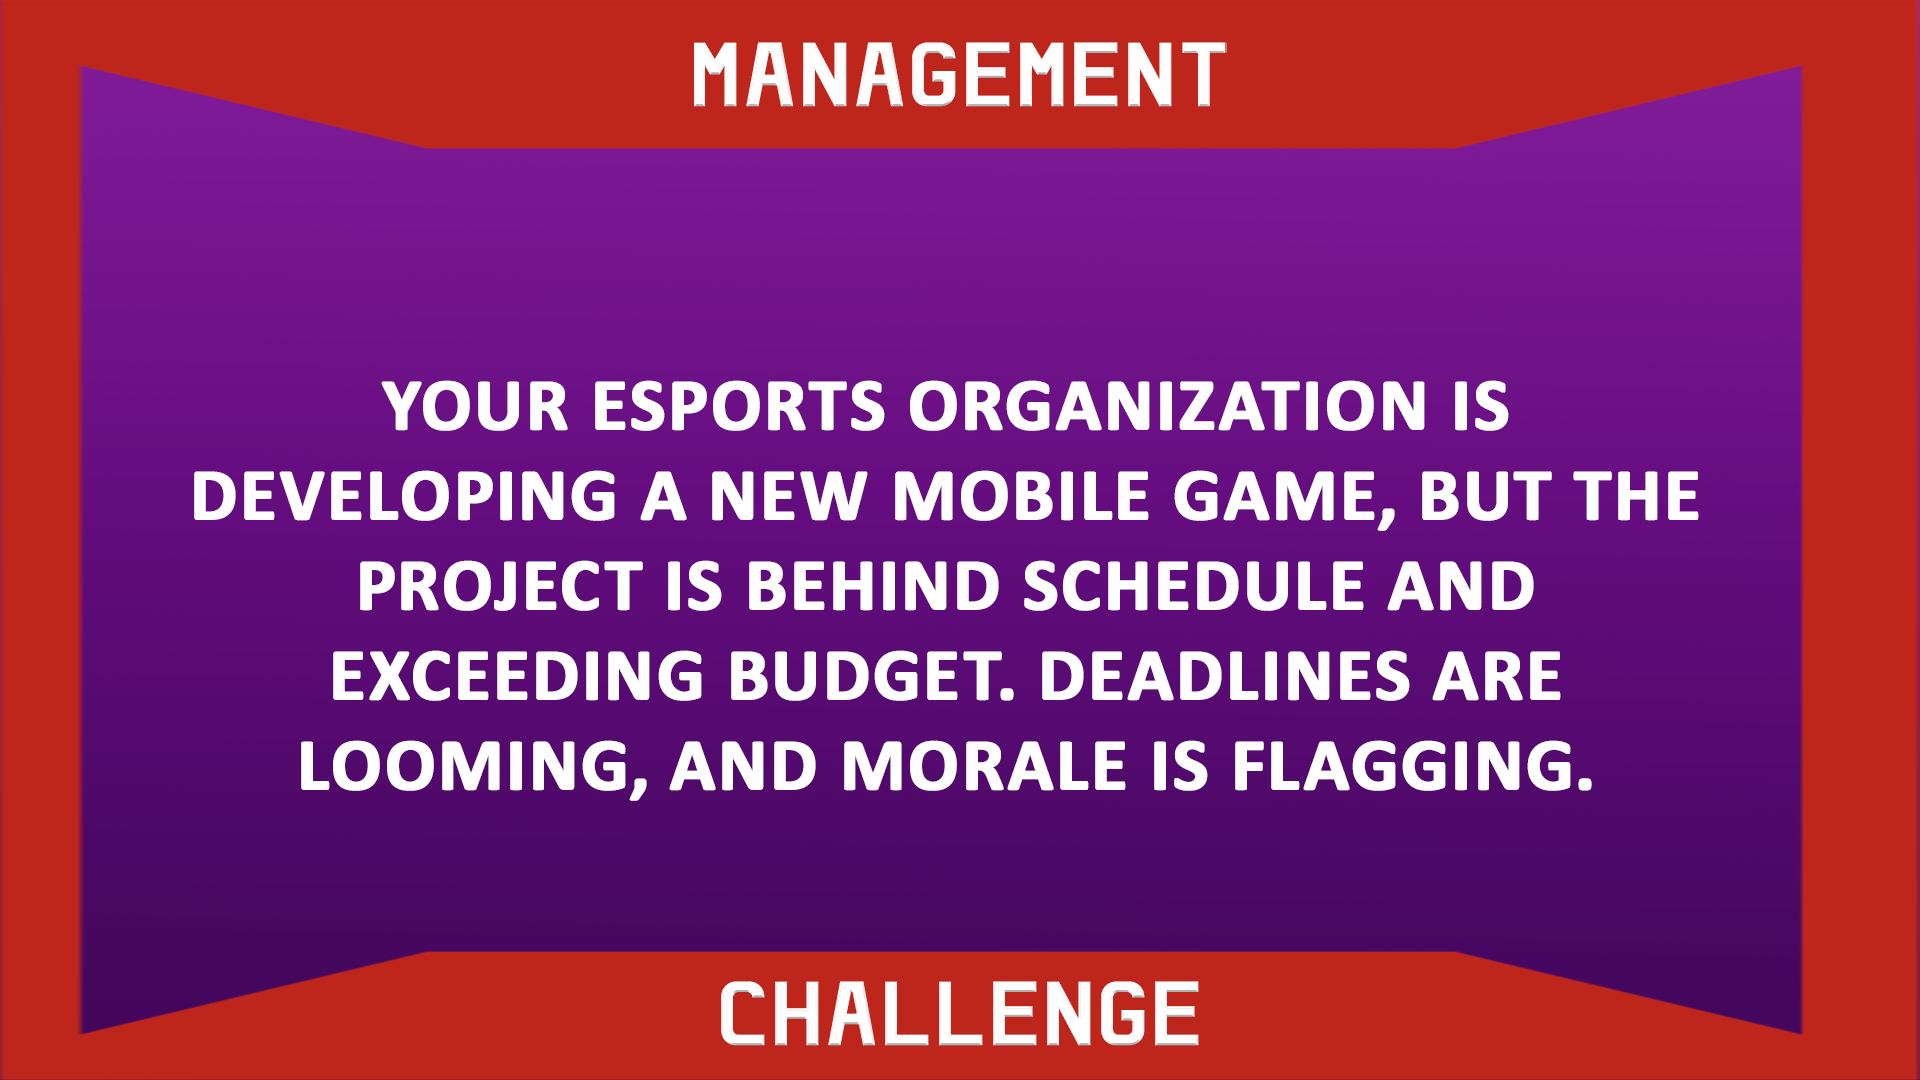 MANAGEMENT
YOUR ESPORTS ORGANIZATION IS
DEVELOPING A NEW MOBILE GAME, BUT THE
PROJECT IS BEHIND SCHEDULE AND
EXCEEDING BUDGET. DEADLINES ARE
LOOMING, AND MORALE IS FLAGGING.
CHALLENGE